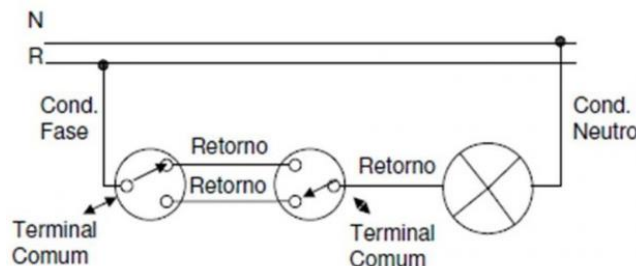 N
R
Cond.
Fase
Retorno
Retorno
Retorno
Cond.
Neutro
Terminal
Comum
Terminal
Comum